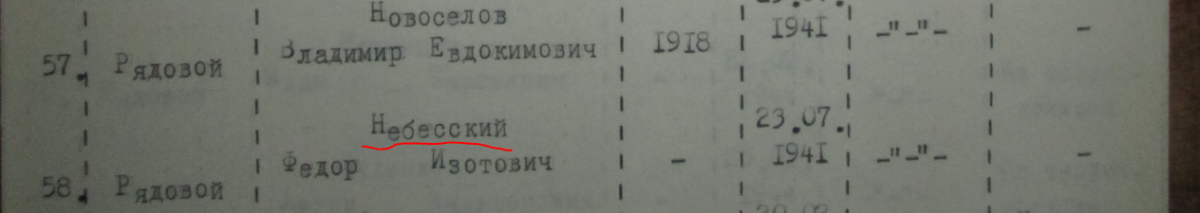 Новоселов
57. Рядовой Владимир Евдокимович 1918 1941 –"–"– –
Небесский 23.07.
58. Рядовой Федор Изотович – 1941 –"–"– –